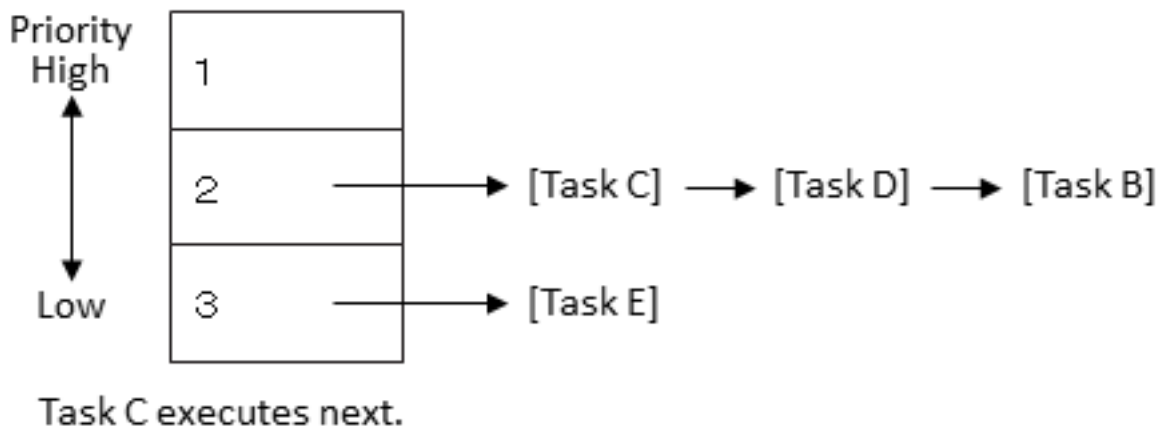 Priority
High
1
2 [Task C] [Task D] [Task B]
Low 3 [Task E]
Task C executes next.